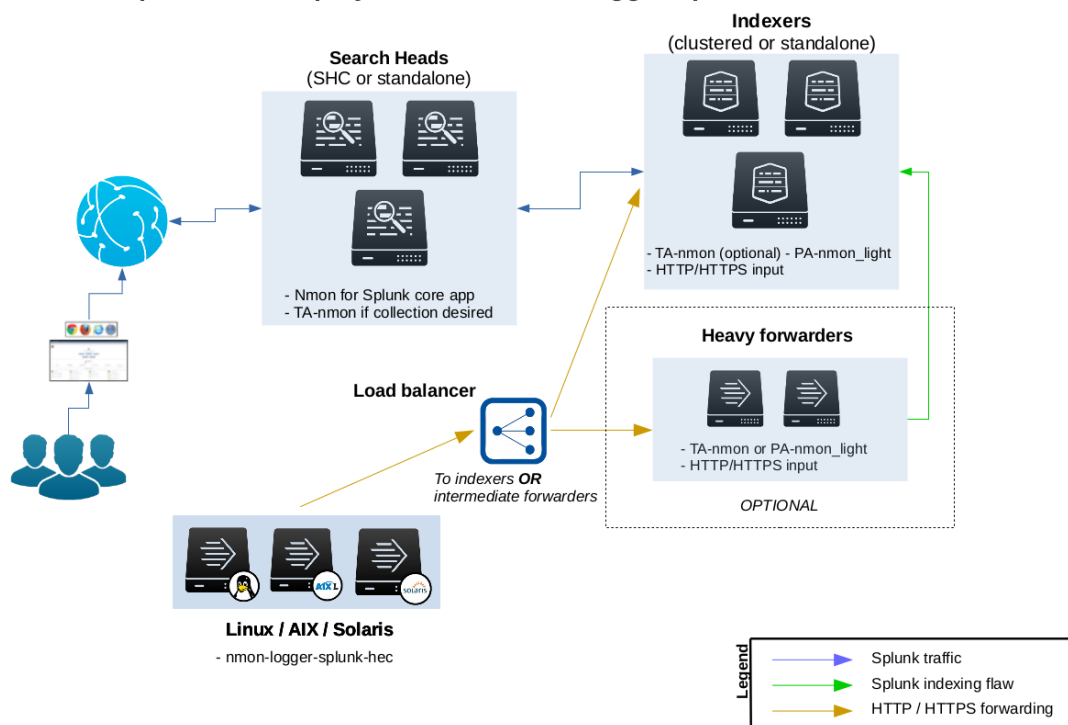 Indexers
(clustered or standalone)
Search Heads
(SHC or standalone)
- TA-nmon (optional) - PA-nmon_light
- HTTP/HTTPS input
- Nmon for Splunk core app
- TA-nmon if collection desired
Heavy forwarders
- TA-nmon or PA-nmon_light
- HTTP/HTTPS input
OPTIONAL
Load balancer
To indexers OR
intermediate forwarders
AIX L
solaris
Linux / AIX / Solaris
- nmon-logger-splunk-hec
Legend
Splunk traffic
Splunk indexing flaw
HTTP / HTTPS forwarding